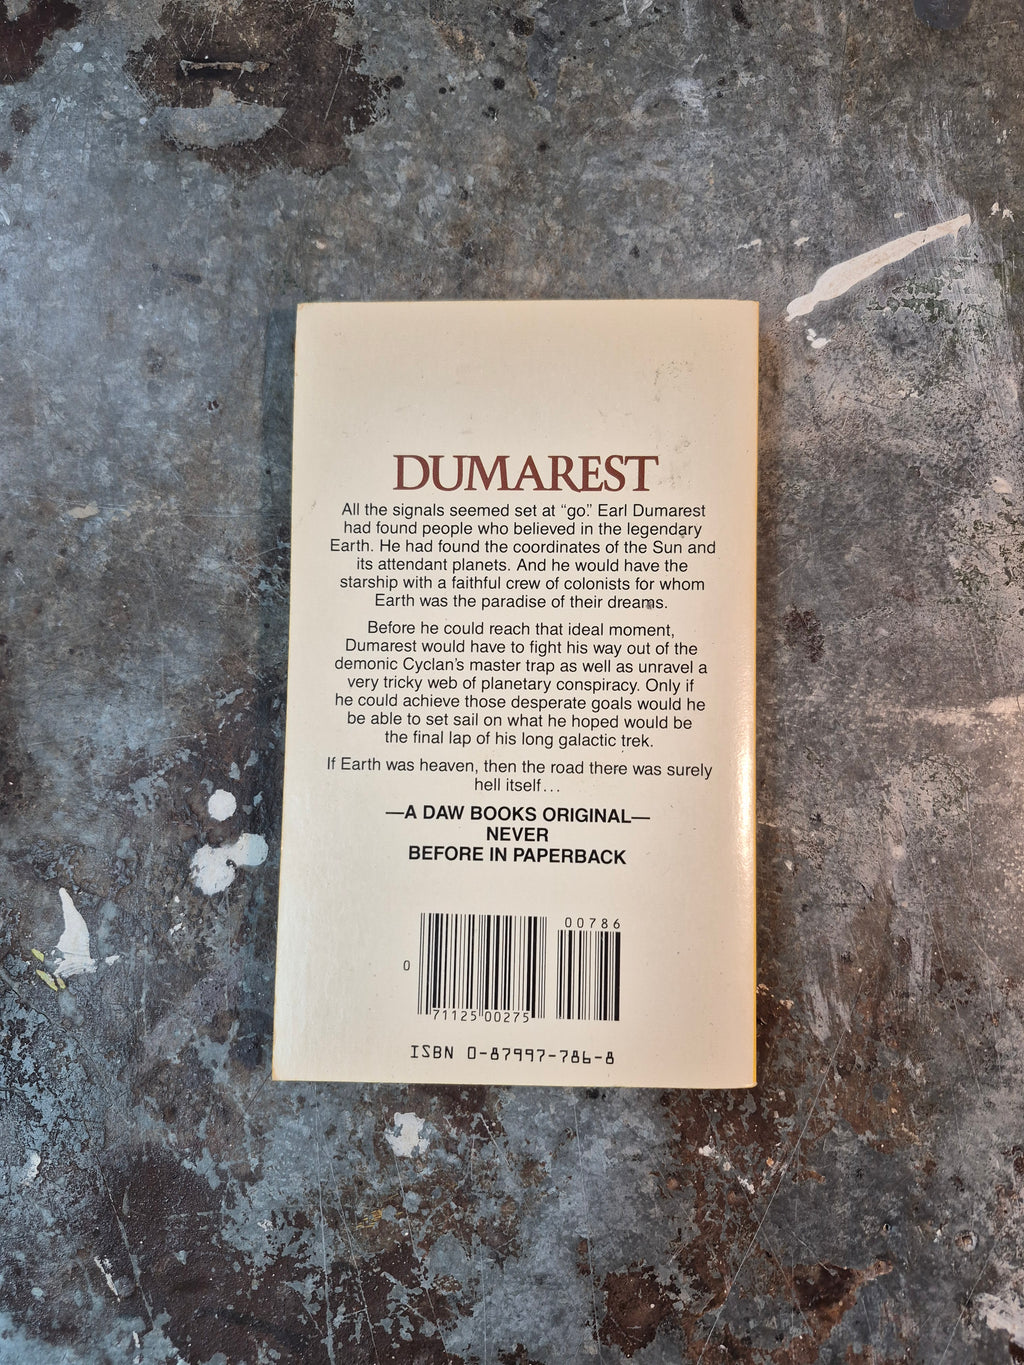 DUMAREST
All the signals seemed set at “go.” Earl Dumarest
had found people who believed in the legendary
Earth. He had found the coordinates of the Sun and
its attendant planets. And he would have the
starship with a faithful crew of colonists for whom
Earth was the paradise of their dreams.
Before he could reach that ideal moment,
Dumarest would have to fight his way out of the
demonic Cyclan’s master trap as well as unravel a
very tricky web of planetary conspiracy. Only if
he could achieve those desperate goals would he
be able to set sail on what he hoped would be
the final lap of his long galactic trek.
If Earth was heaven, then the road there was surely
hell itself...
—A DAW BOOKS ORIGINAL—
NEVER
BEFORE IN PAPERBACK
00786
0
71125 00275
ISBN 0-87997-786-8